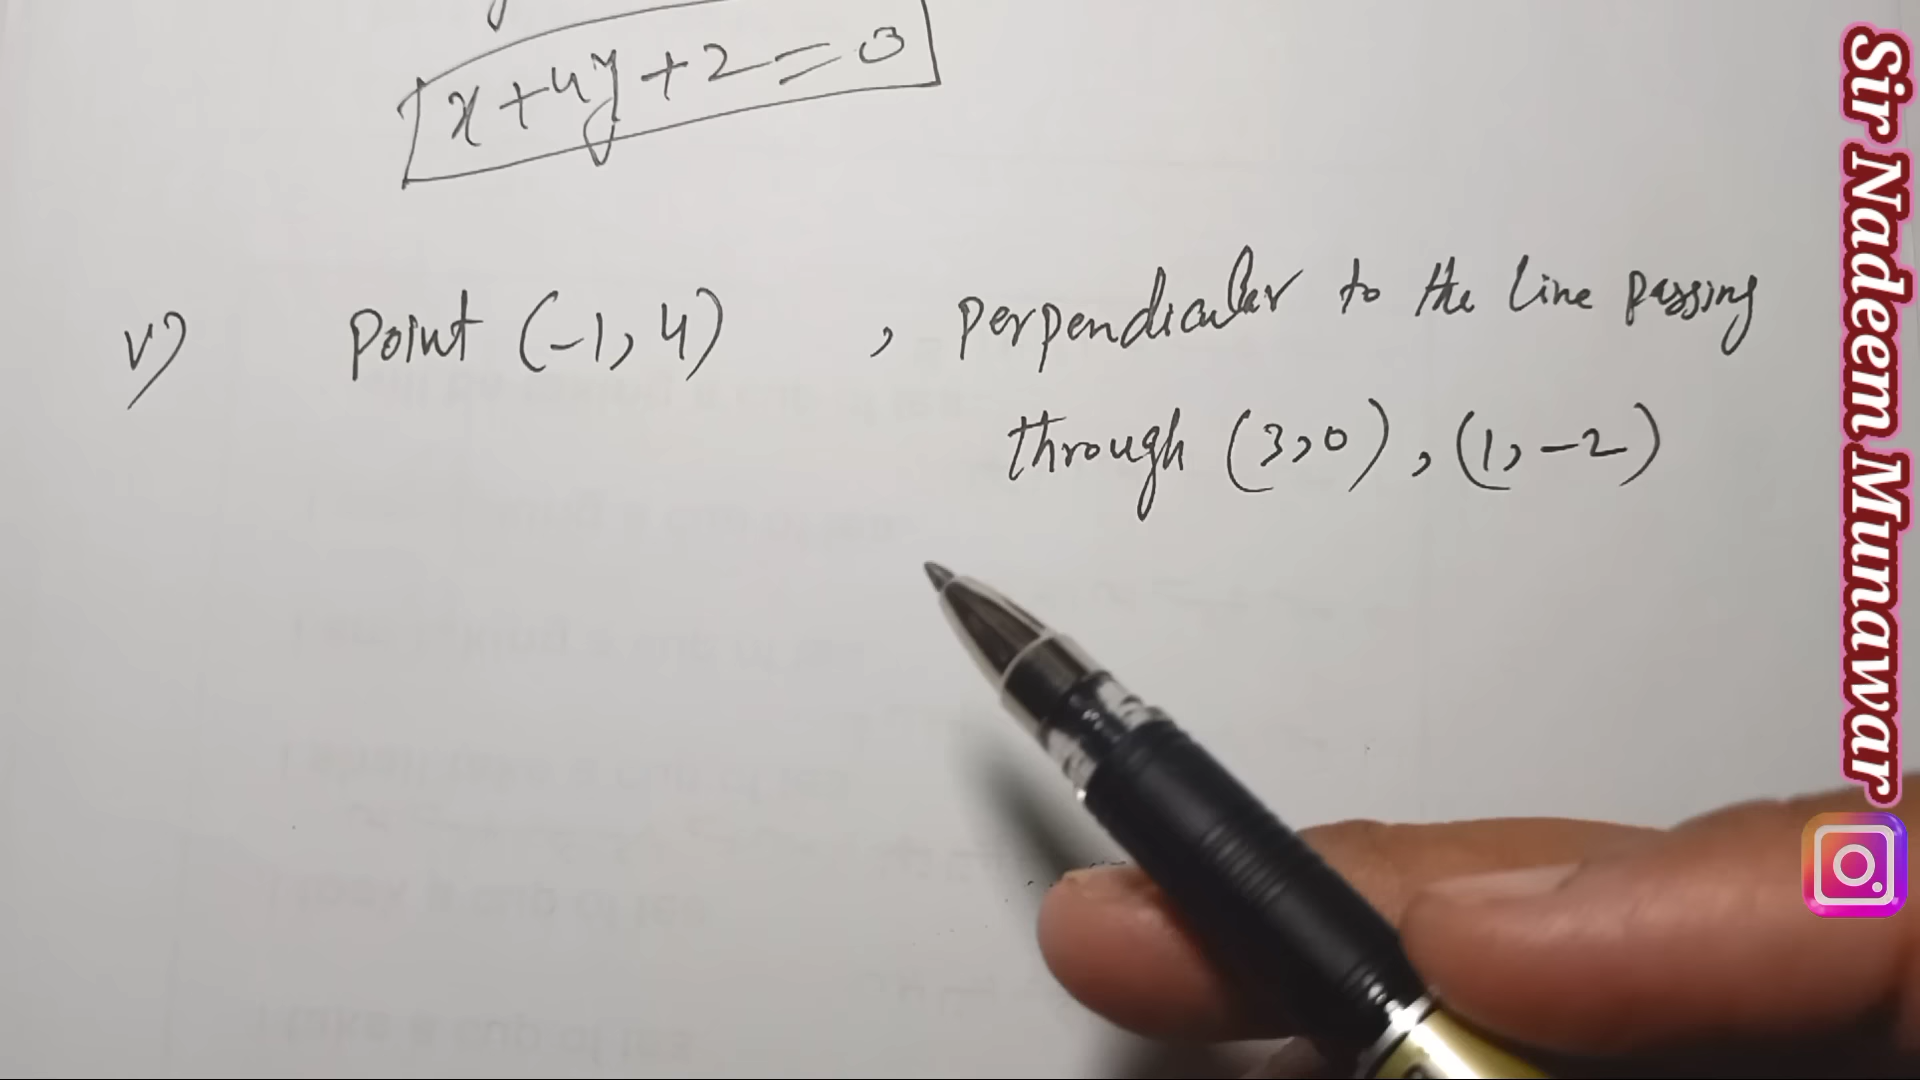 x+4y+2=0
v) Point (-1, 4) , perpendicular to the line passing
through (3,0), (1, -2)
Sir Nadeem Munawar